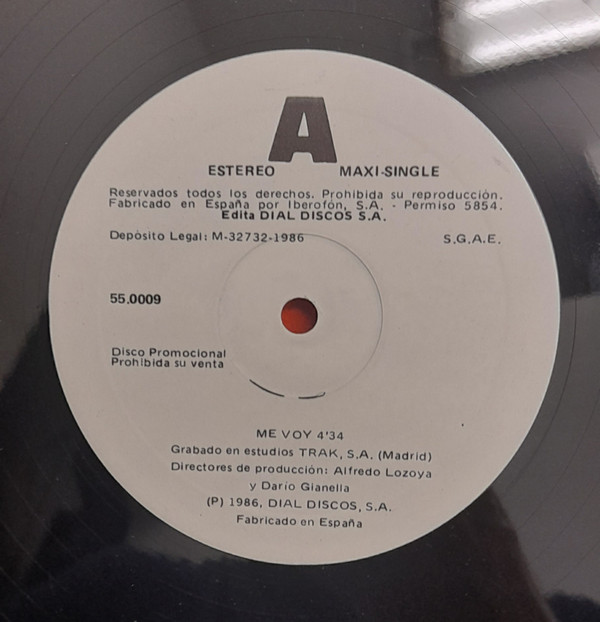 A
ESTEREO MAXI-SINGLE
Reservados todos los derechos. Prohibida su reproducción.
Fabricado en España por Iberofón, S.A. - Permiso 5854.
Edita DIAL DISCOS S.A.
Depósito Legal: M-32732-1986 S.G.A.E.
55.0009
Disco Promocional
Prohibida su venta
ME VOY 4'34
Grabado en estudios TRAK, S.A. (Madrid)
Directores de producción: Alfredo Lozoya
y Darío Gianella
(P) 1986, DIAL DISCOS, S.A.
Fabricado en España